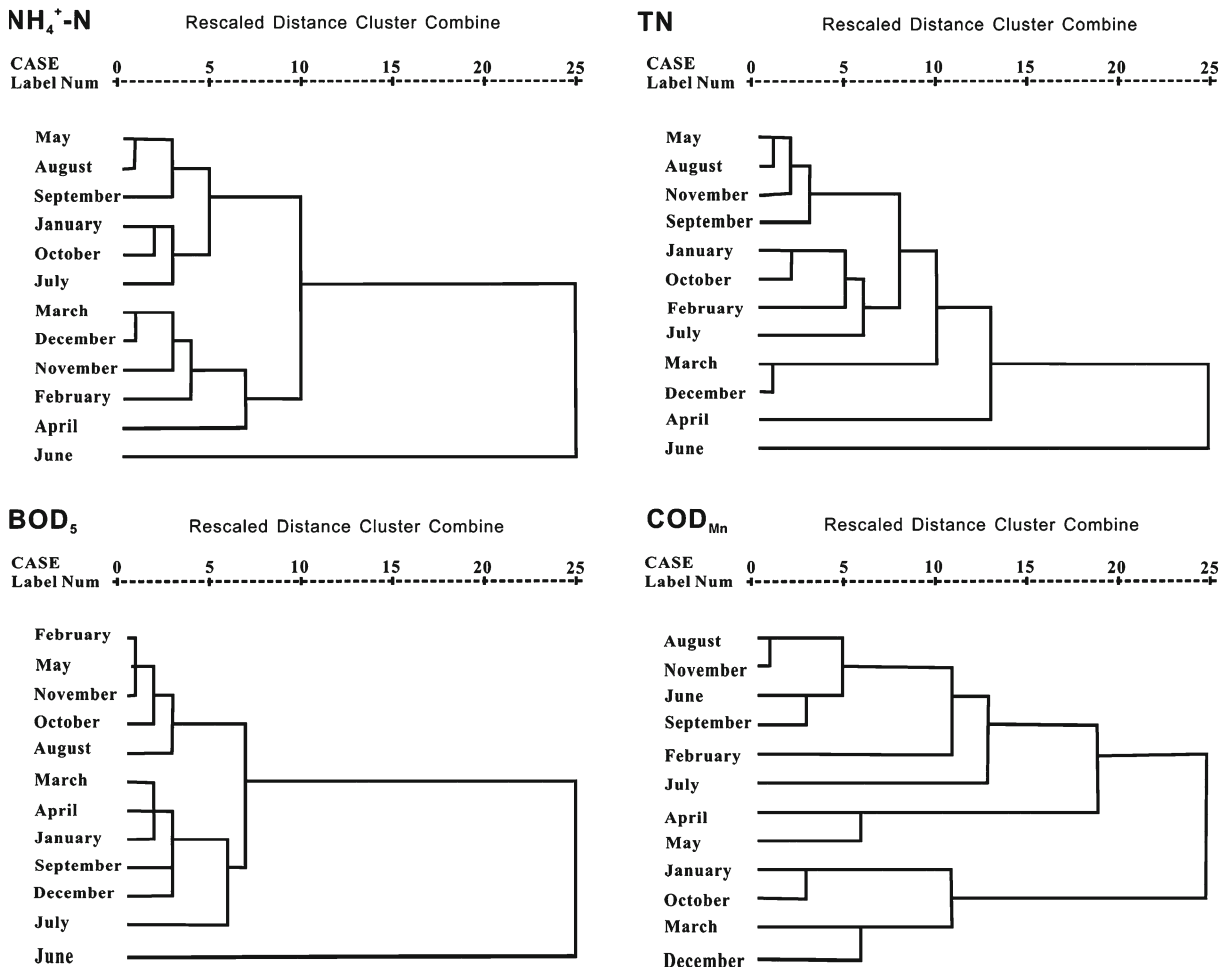 NH4+-N Rescaled Distance Cluster Combine
CASE 0 5 10 15 20 25
Label Num
May
August
September
January
October
July
March
December
November
February
April
June
TN Rescaled Distance Cluster Combine
CASE 0 5 10 15 20 25
Label Num
May
August
November
September
January
October
February
July
March
December
April
June
BOD5 Rescaled Distance Cluster Combine
CASE 0 5 10 15 20 25
Label Num
February
May
November
October
August
March
April
January
September
December
July
June
CODMn Rescaled Distance Cluster Combine
CASE 0 5 10 15 20 25
Label Num
August
November
June
September
February
July
April
May
January
October
March
December